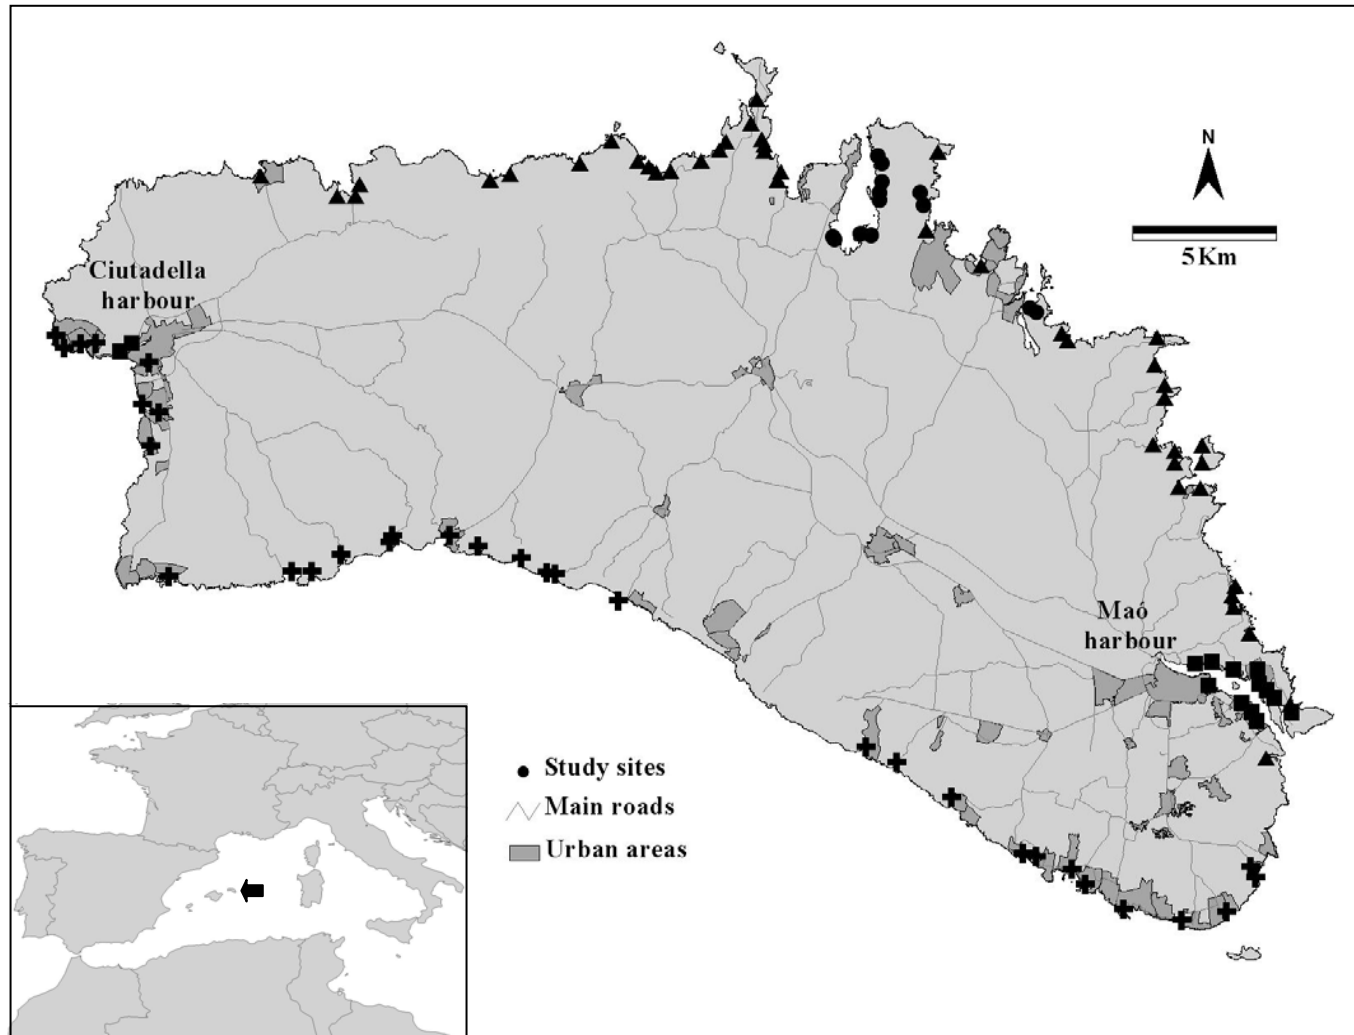 N
5Km
Ciutadella
harbour
Maó
harbour
Study sites
Main roads
Urban areas